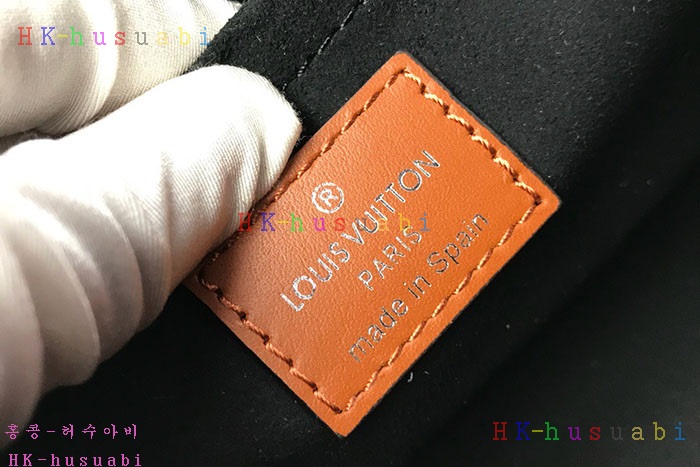 HK-husuabi
®
LOUIS VUITTON
PARIS
made in Spain
HK-husuabi
홍콩-허수아비
HK-husuabi
HK-husuabi